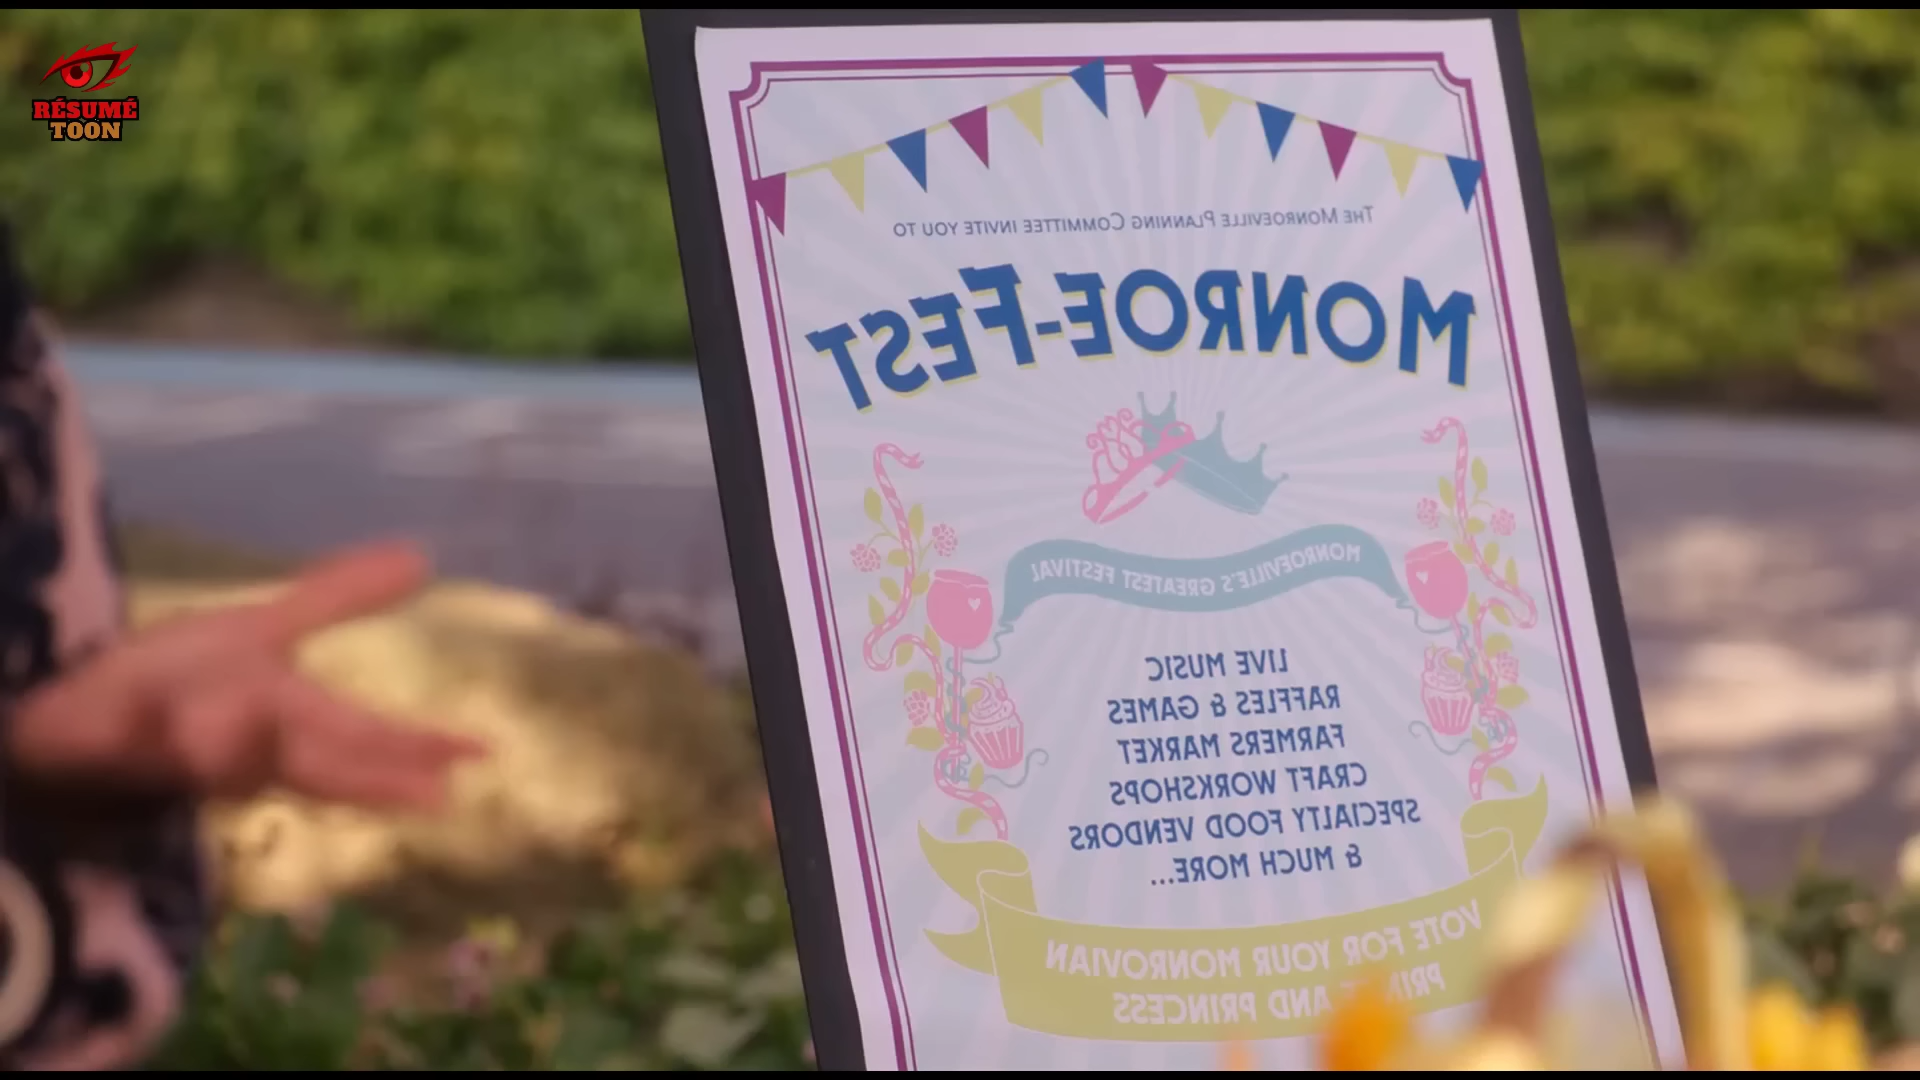 RÉSUMÉ
TOON
THE MONROEVILLE PLANNING COMMITTEE INVITE YOU TO
MONROE-FEST
MONROEVILLE'S GREATEST FESTIVAL
LIVE MUSIC
RAFFLES & GAMES
FARMERS MARKET
CRAFT WORKSHOPS
SPECIALTY FOOD VENDORS
& MUCH MORE...
VOTE FOR YOUR MONROVIAN
AND PRINCESS